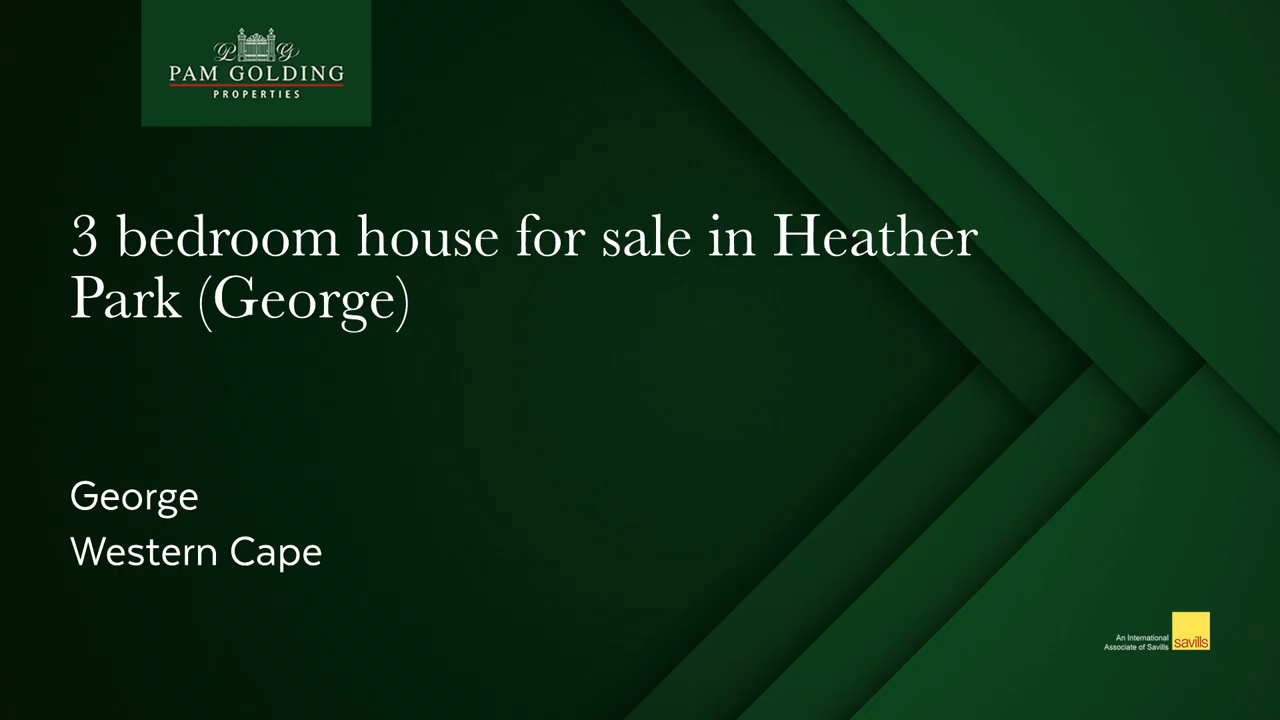 P G
PAM GOLDING
PROPERTIES
3 bedroom house for sale in Heather
Park (George)
George
Western Cape
An International
Associate of Savills
savills